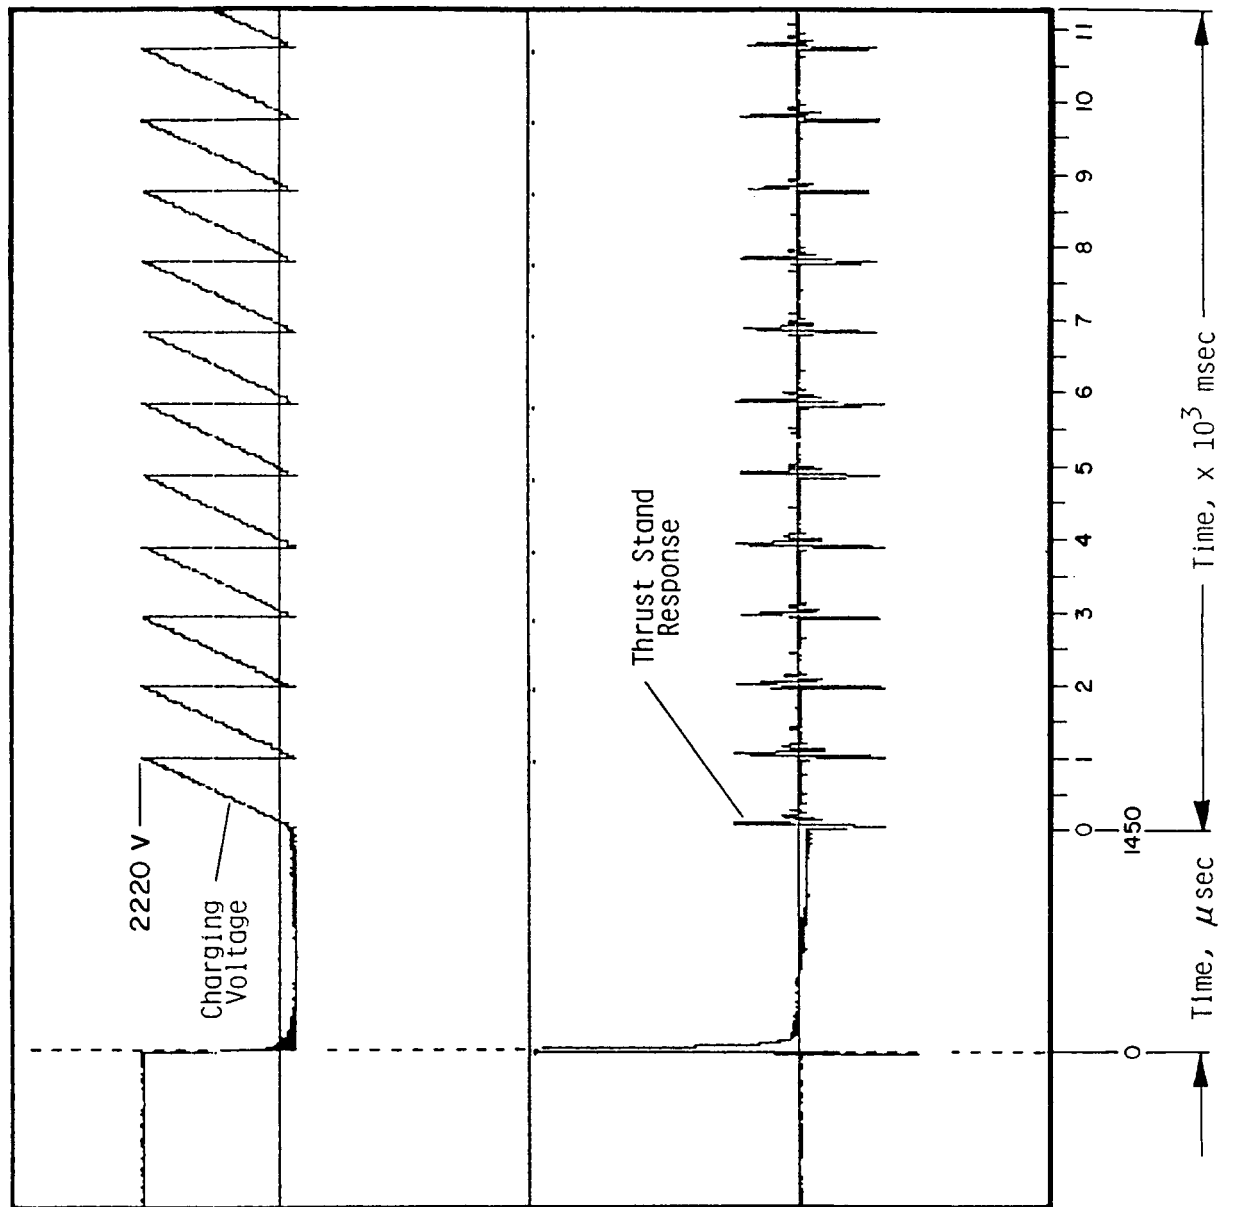 2220 V
Charging
Voltage
Thrust Stand
Response
0
1450
0
1
2
3
4
5
6
7
8
9
10
11
Time, μsec
Time, x 10³ msec